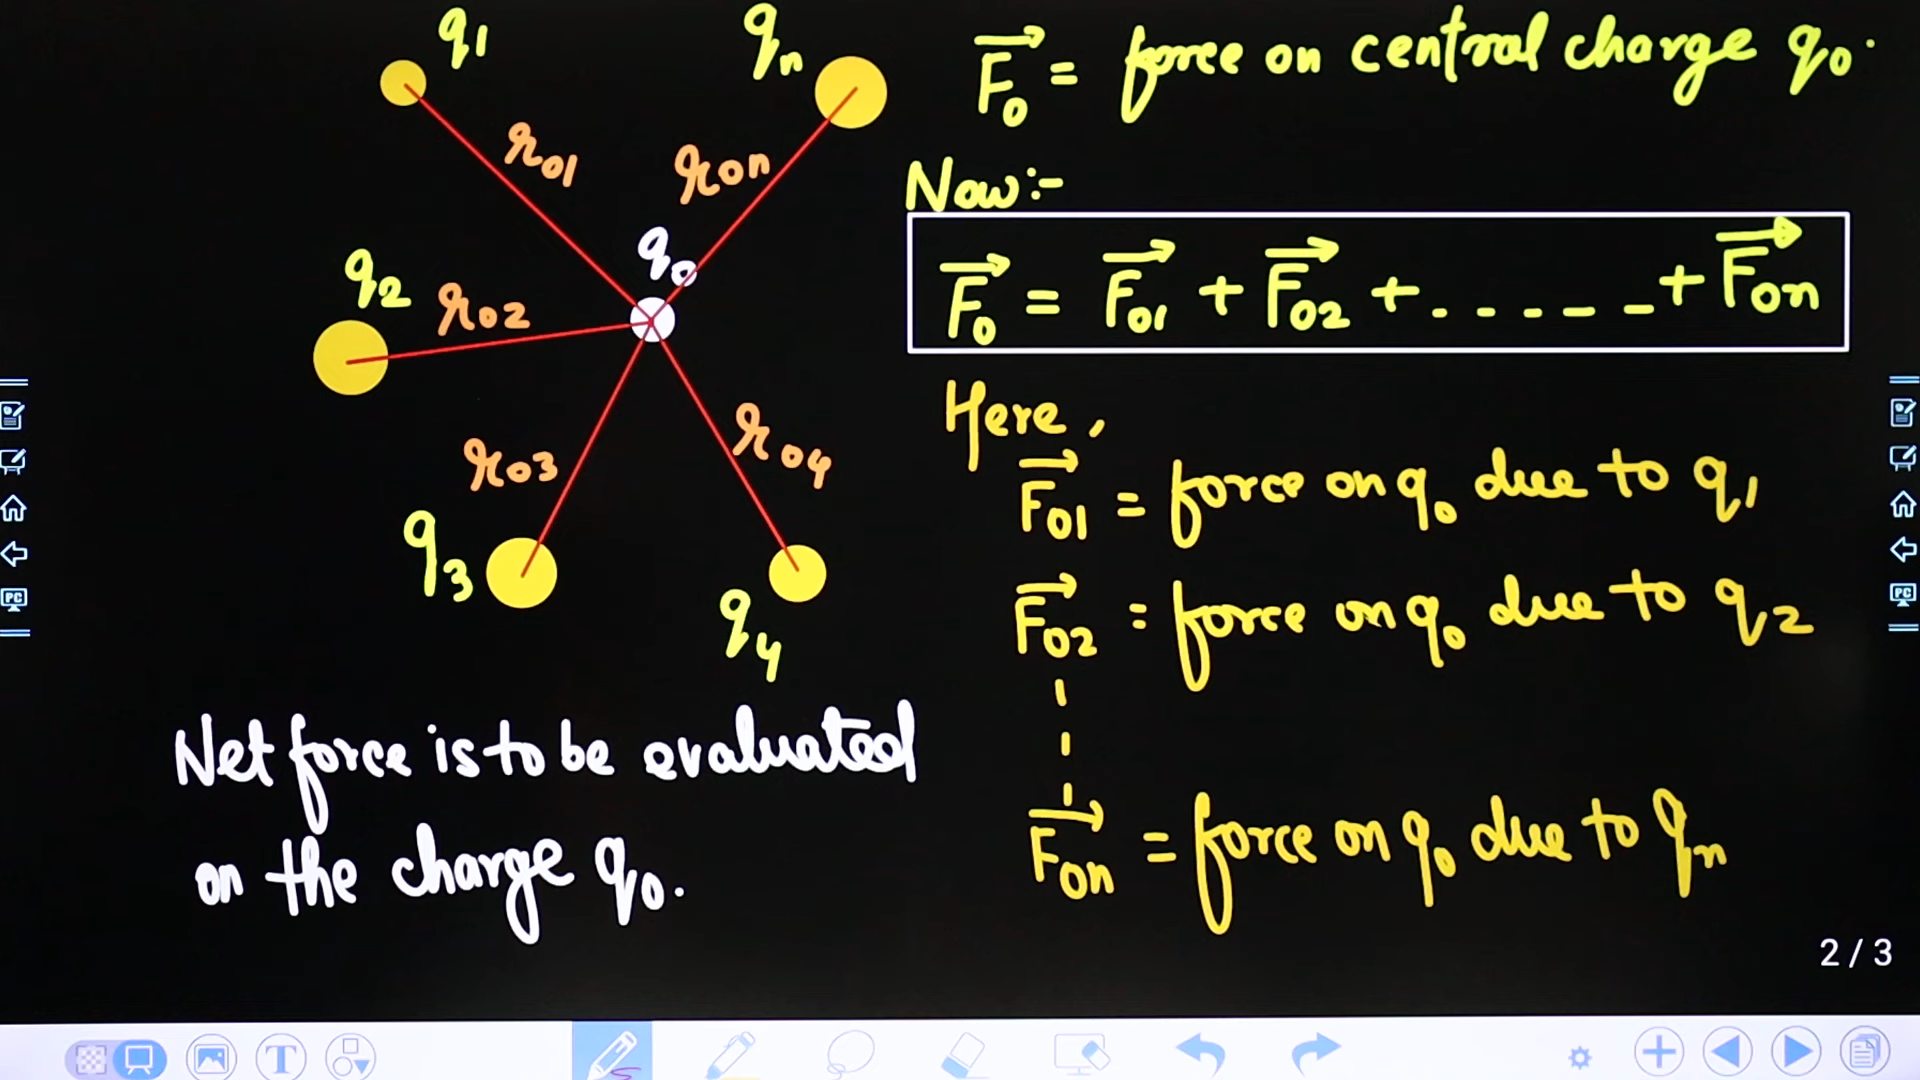 q1
qn
r01
r0n
q0
q2
r02
r03
r04
q3
q4
Net force is to be evaluated
on the charge q0.
F0 = force on central charge q0.
Now:-
F0 = F01 + F02 + - - - - - + F0n
Here,
F01 = force on q0 due to q1
F02 = force on q0 due to q2
F0n = force on q0 due to qn
2 / 3
PC
PC
T